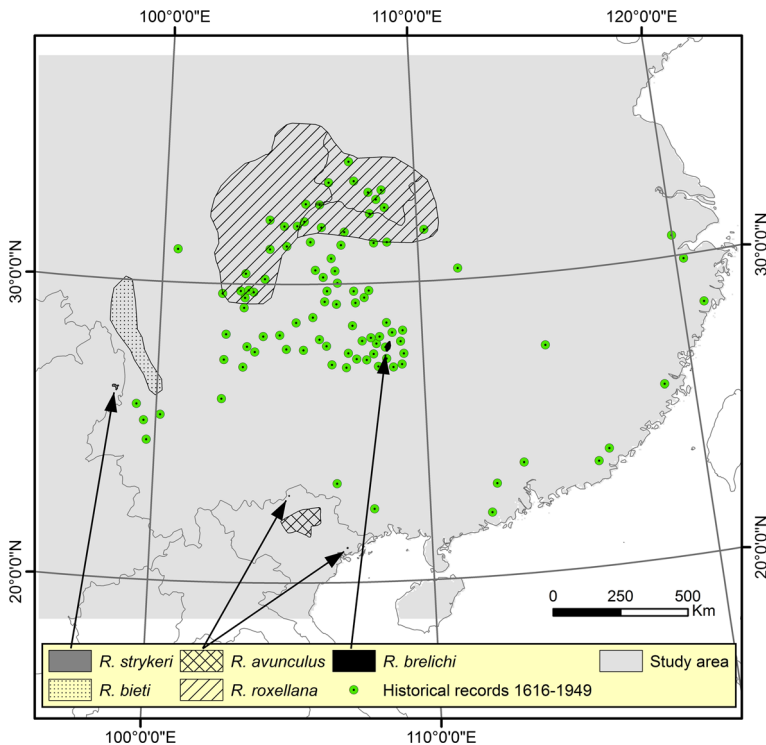 100°0'0"E 110°0'0"E 120°0'0"E
30°0'0"N 30°0'0"N
20°0'0"N 20°0'0"N
0 250 500
Km
R. strykeri R. avunculus R. brelichi Study area
R. bieti R. roxellana Historical records 1616-1949
100°0'0"E 110°0'0"E